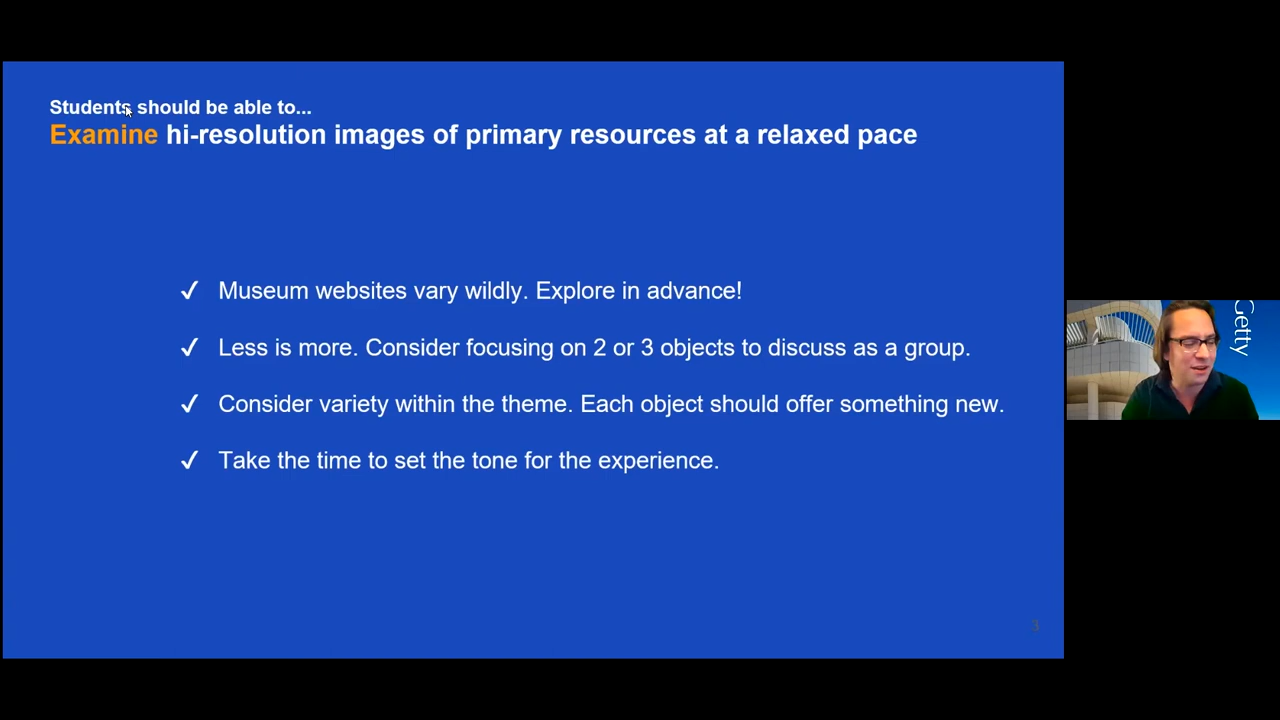 Students should be able to...
Examine hi-resolution images of primary resources at a relaxed pace
✓ Museum websites vary wildly. Explore in advance!
✓ Less is more. Consider focusing on 2 or 3 objects to discuss as a group.
✓ Consider variety within the theme. Each object should offer something new.
✓ Take the time to set the tone for the experience.
3
Getty